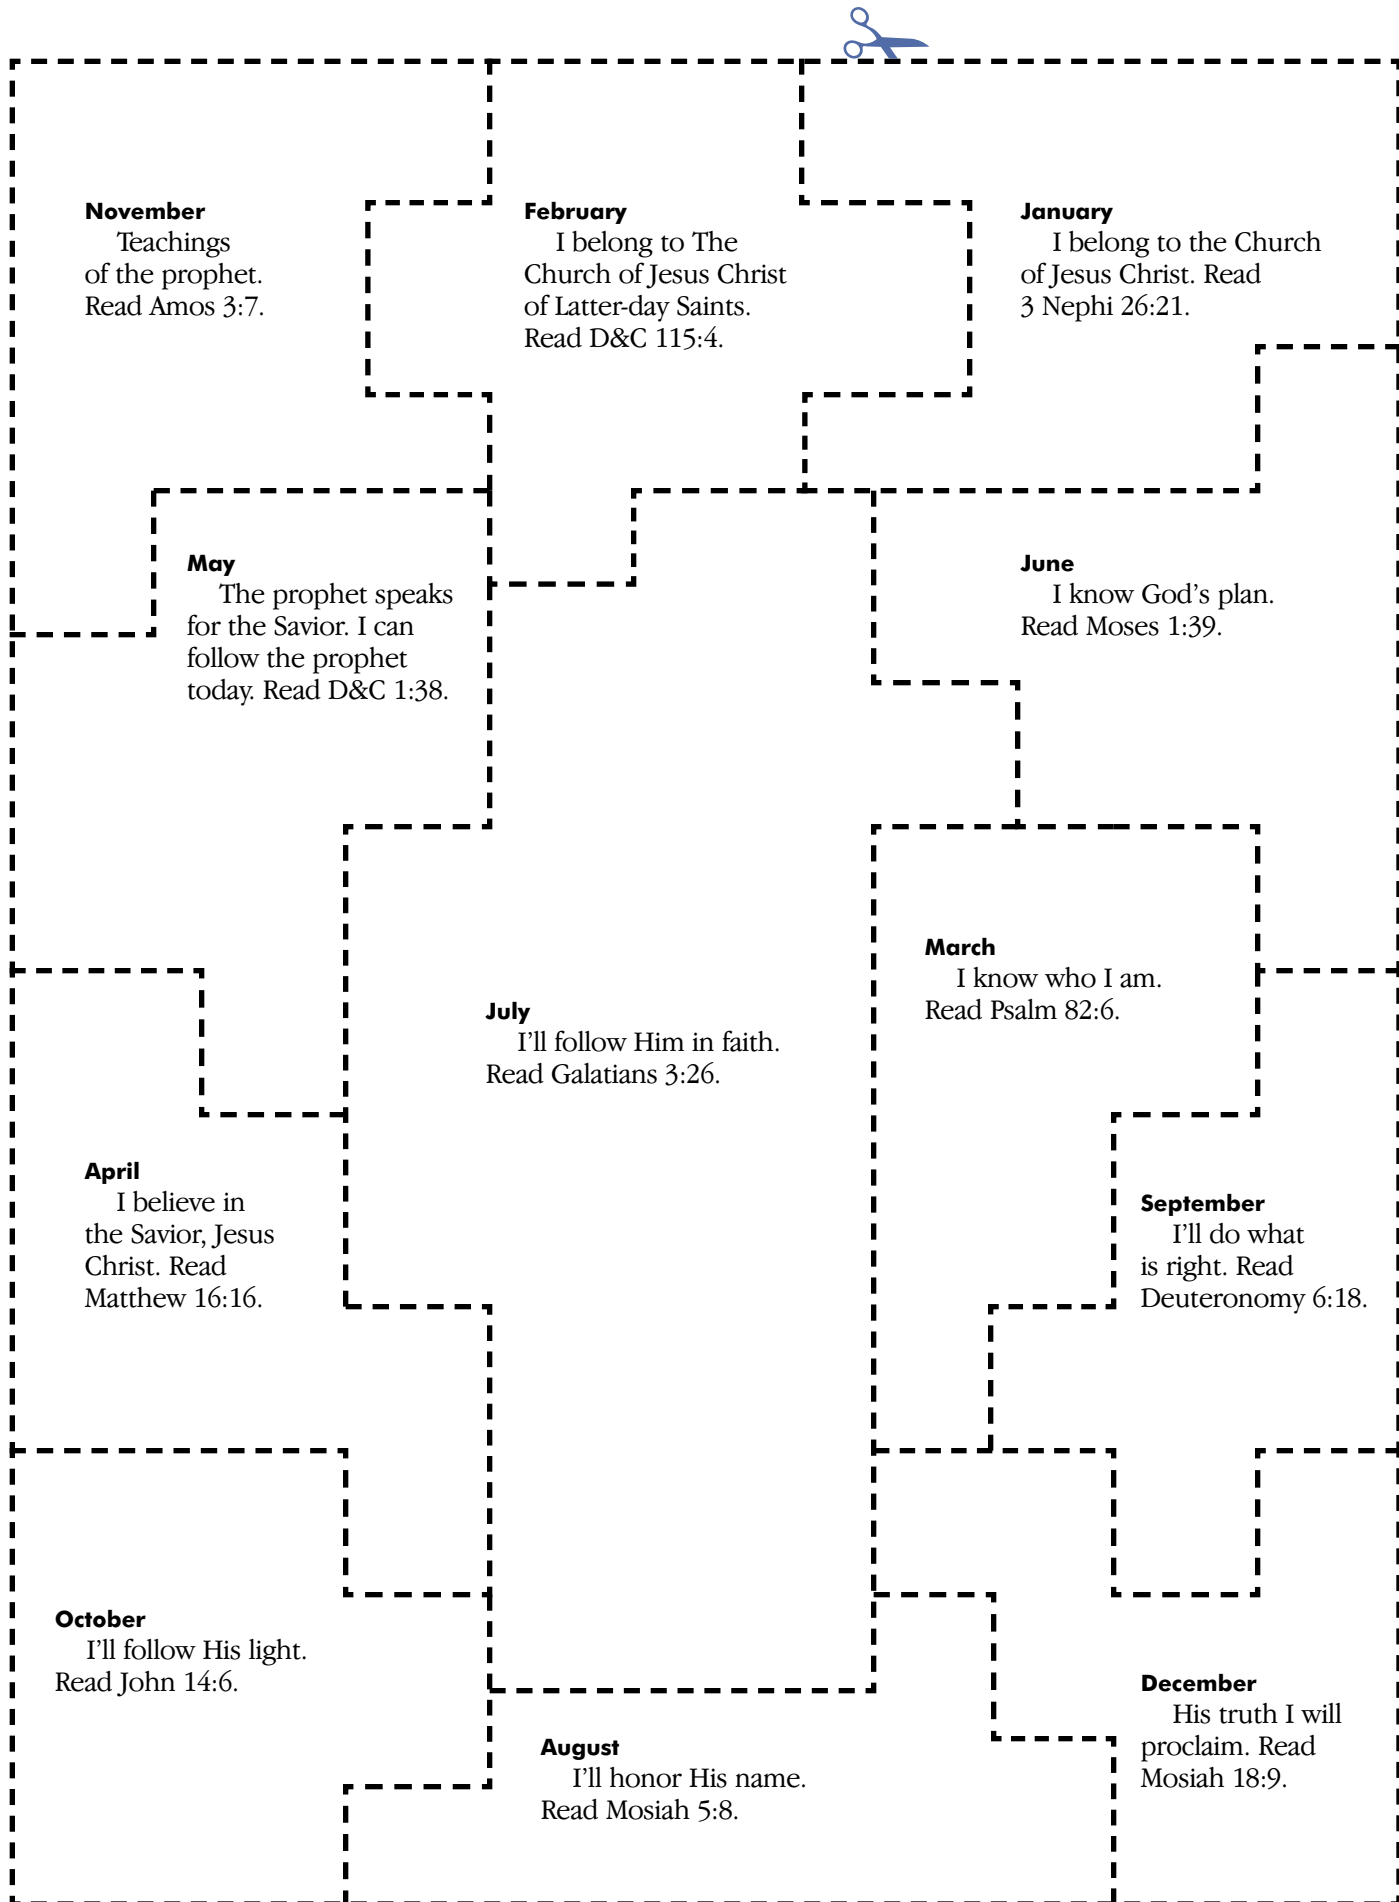 November
Teachings
of the prophet.
Read Amos 3:7.
February
I belong to The
Church of Jesus Christ
of Latter-day Saints.
Read D&C 115:4.
January
I belong to the Church
of Jesus Christ. Read
3 Nephi 26:21.
May
The prophet speaks
for the Savior. I can
follow the prophet
today. Read D&C 1:38.
June
I know God’s plan.
Read Moses 1:39.
July
I’ll follow Him in faith.
Read Galatians 3:26.
March
I know who I am.
Read Psalm 82:6.
April
I believe in
the Savior, Jesus
Christ. Read
Matthew 16:16.
September
I’ll do what
is right. Read
Deuteronomy 6:18.
October
I’ll follow His light.
Read John 14:6.
August
I’ll honor His name.
Read Mosiah 5:8.
December
His truth I will
proclaim. Read
Mosiah 18:9.